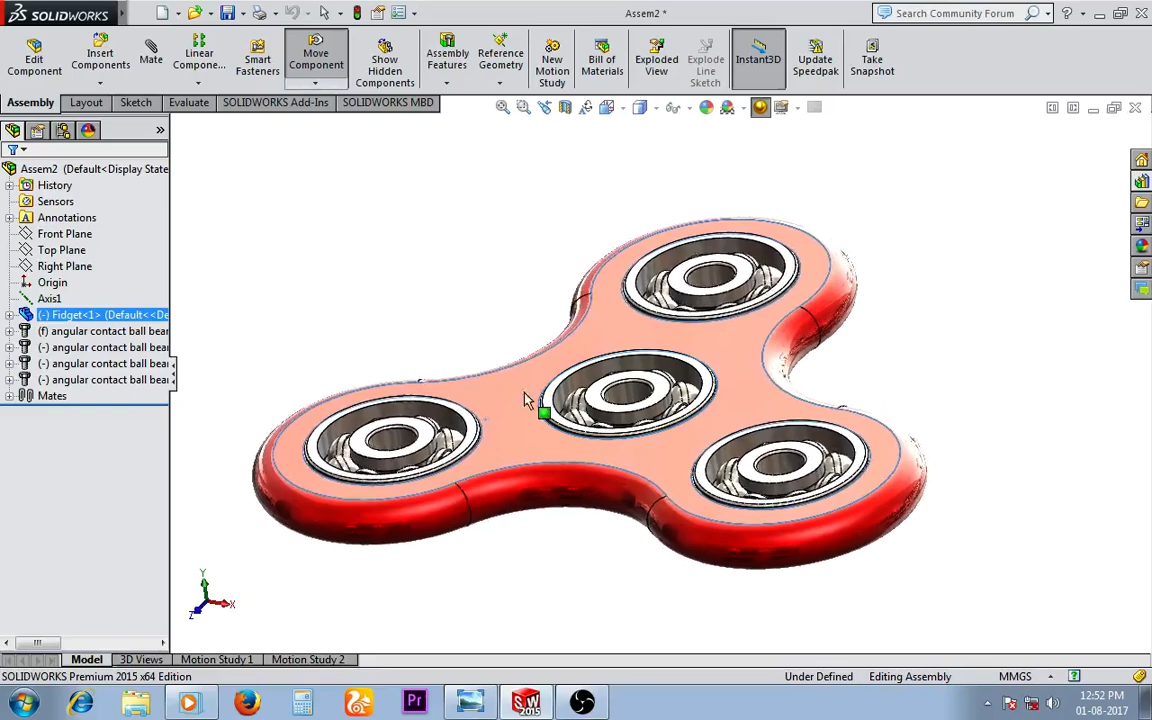 SOLIDWORKS
Assem2 *
Search Community Forum
Edit Component
Insert Components
Mate
Linear Compone...
Smart Fasteners
Move Component
Show Hidden Components
Assembly Features
Reference Geometry
New Motion Study
Bill of Materials
Exploded View
Explode Line Sketch
Instant3D
Update Speedpak
Take Snapshot
Assembly
Layout
Sketch
Evaluate
SOLIDWORKS Add-Ins
SOLIDWORKS MBD
Assem2 (Default<Display State
History
Sensors
Annotations
Front Plane
Top Plane
Right Plane
Origin
Axis1
(-) Fidget<1> (Default<<De
(f) angular contact ball bear
(-) angular contact ball bear
(-) angular contact ball bear
(-) angular contact ball bear
Mates
Y
X
Z
Model
3D Views
Motion Study 1
Motion Study 2
SOLIDWORKS Premium 2015 x64 Edition
Under Defined
Editing Assembly
MMGS
Pr
SW
2015
12:52 PM
01-08-2017